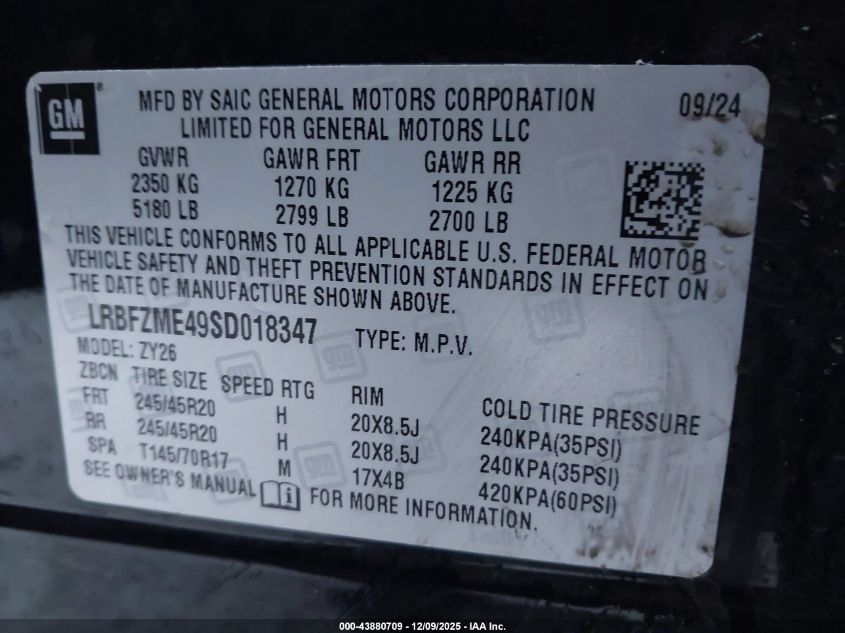 GM ®
MFD BY SAIC GENERAL MOTORS CORPORATION 09/24
LIMITED FOR GENERAL MOTORS LLC
GVWR GAWR FRT GAWR RR
2350 KG 1270 KG 1225 KG
5180 LB 2799 LB 2700 LB
THIS VEHICLE CONFORMS TO ALL APPLICABLE U.S. FEDERAL MOTOR
VEHICLE SAFETY AND THEFT PREVENTION STANDARDS IN EFFECT ON
THE DATE OF MANUFACTURE SHOWN ABOVE.
LRBFZME49SD018347 TYPE: M.P.V.
MODEL: ZY26
ZBCN TIRE SIZE SPEED RTG RIM COLD TIRE PRESSURE
FRT 245/45R20 H 20X8.5J 240KPA(35PSI)
RR 245/45R20 H 20X8.5J 240KPA(35PSI)
SPA T145/70R17 M 17X4B 420KPA(60PSI)
SEE OWNER'S MANUAL FOR MORE INFORMATION.
000-43880709 - 12/09/2025 - IAA Inc.